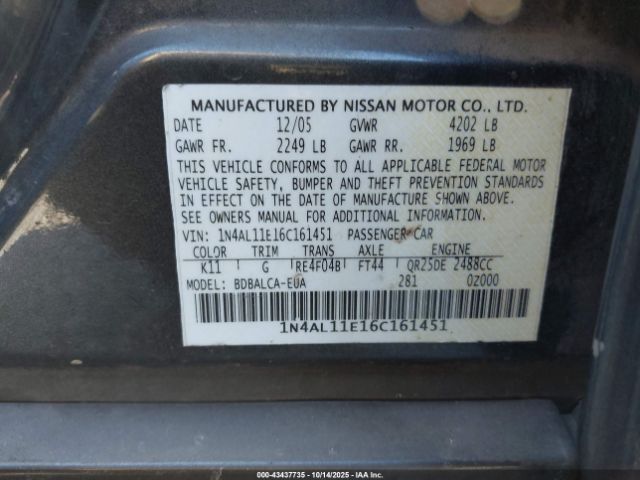 MANUFACTURED BY NISSAN MOTOR CO., LTD.
DATE 12/05 GVWR 4202 LB
GAWR FR. 2249 LB GAWR RR. 1969 LB
THIS VEHICLE CONFORMS TO ALL APPLICABLE FEDERAL MOTOR
VEHICLE SAFETY, BUMPER AND THEFT PREVENTION STANDARDS
IN EFFECT ON THE DATE OF MANUFACTURE SHOWN ABOVE.
SEE OWNERS MANUAL FOR ADDITIONAL INFORMATION.
VIN: 1N4AL11E16C161451 PASSENGER CAR
COLOR TRIM TRANS AXLE ENGINE
K11 G RE4F04B FT44 QR25DE 2488CC
MODEL: BDBALCA-EUA 281 0Z000
1N4AL11E16C161451
000-43437735 - 10/14/2025 - IAA Inc.